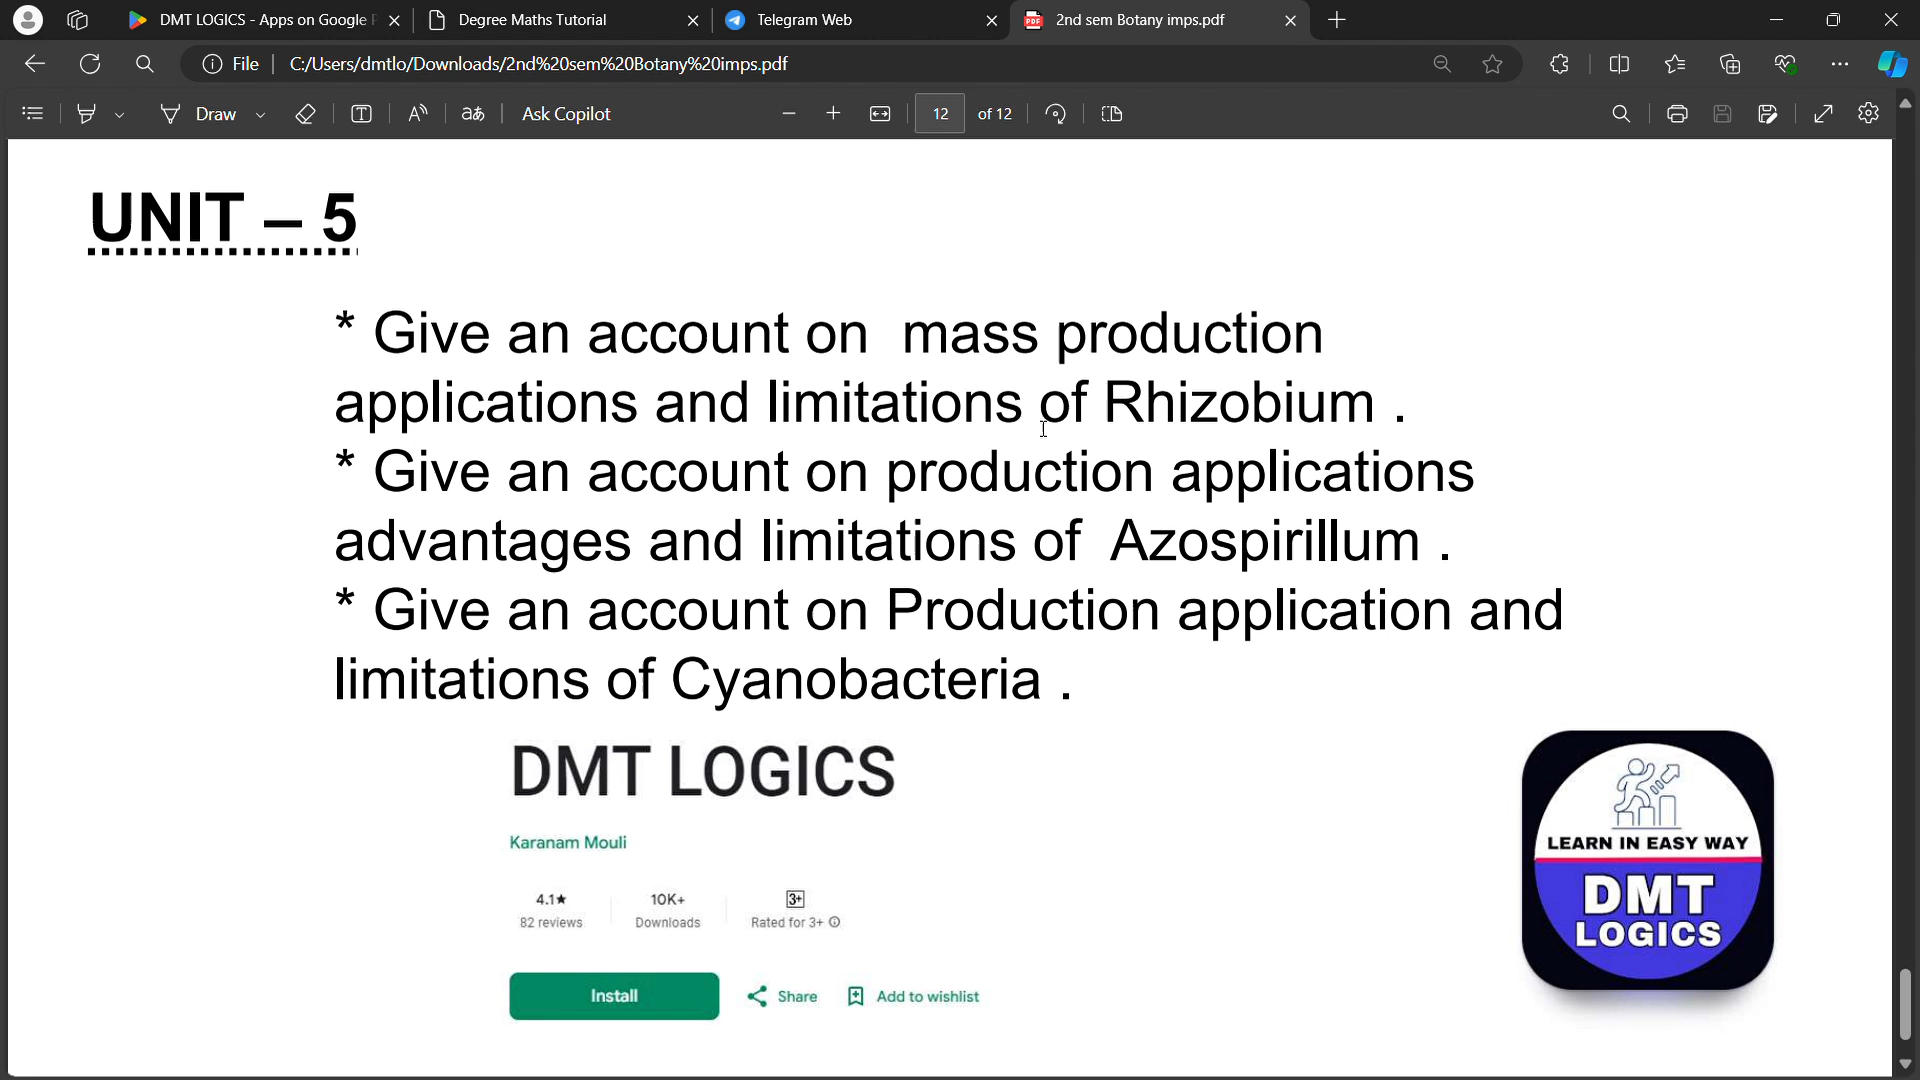 DMT LOGICS - Apps on Google P
Degree Maths Tutorial
Telegram Web
2nd sem Botany imps.pdf
File
C:/Users/dmtlo/Downloads/2nd%20sem%20Botany%20imps.pdf
Draw
Ask Copilot
12 of 12
UNIT – 5
* Give an account on mass production
applications and limitations of Rhizobium .
* Give an account on production applications
advantages and limitations of Azospirillum .
* Give an account on Production application and
limitations of Cyanobacteria .
DMT LOGICS
Karanam Mouli
4.1★ 10K+ 3+
82 reviews Downloads Rated for 3+
Install Share Add to wishlist
LEARN IN EASY WAY
DMT
LOGICS